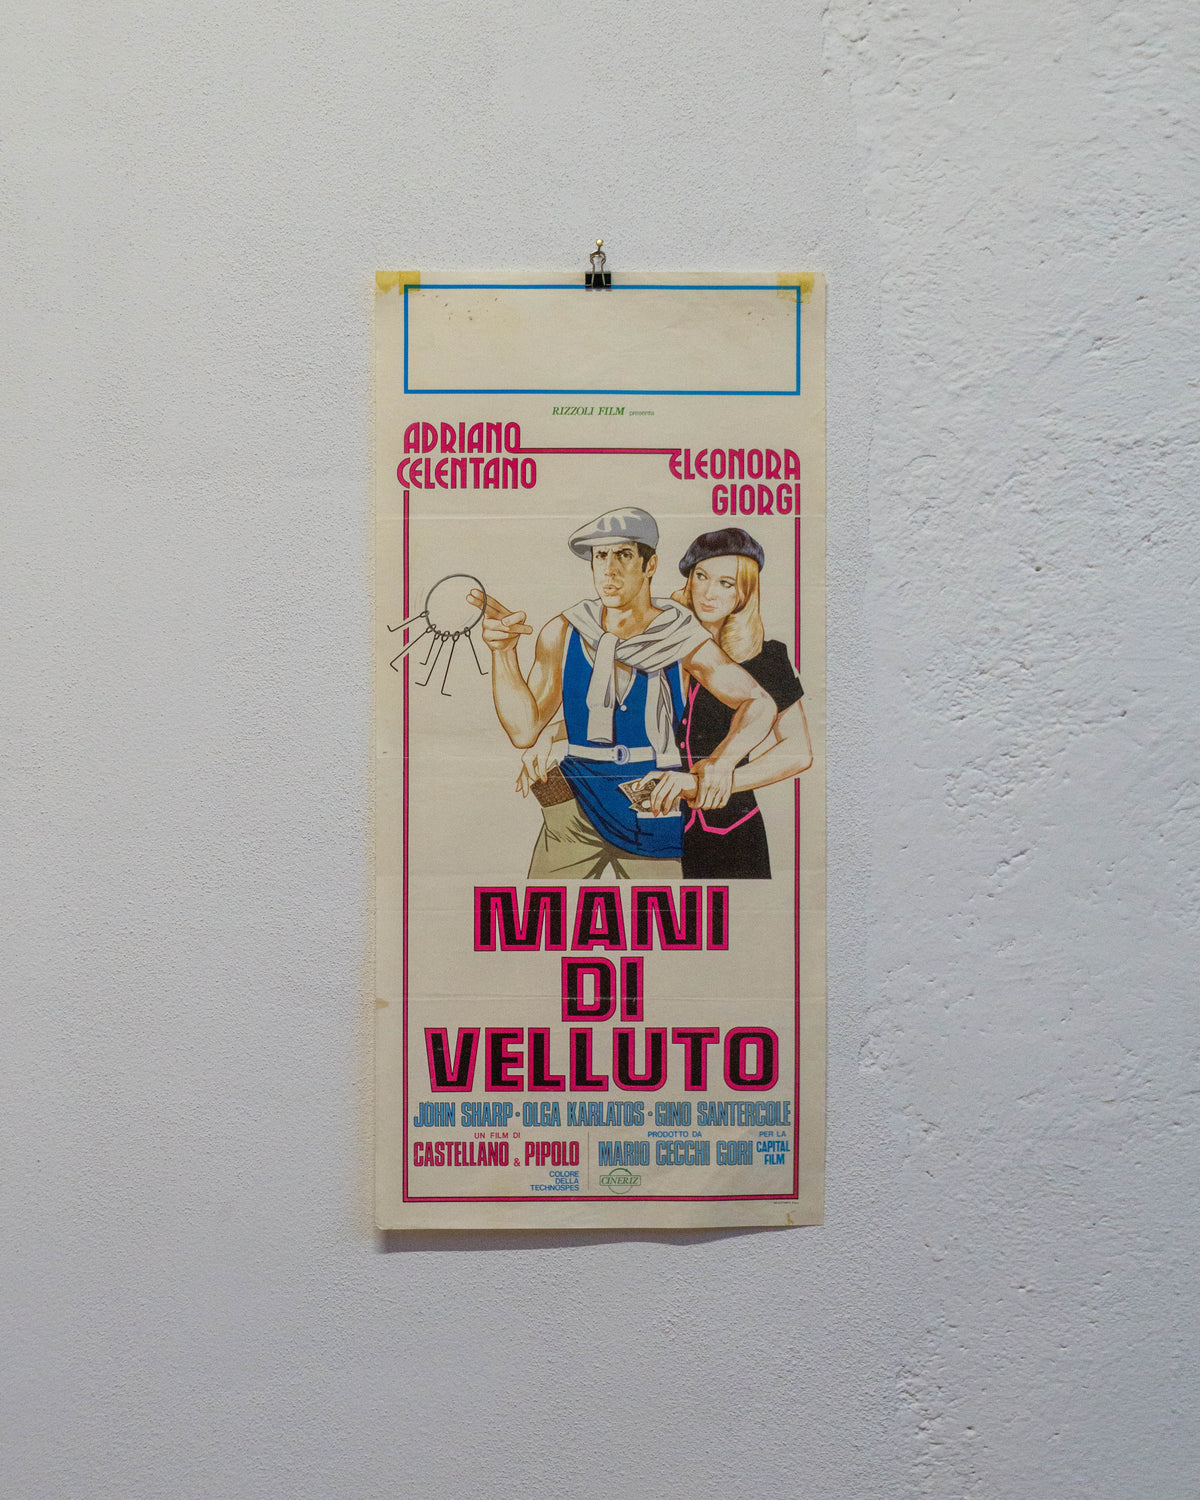 RIZZOLI FILM presenta
ADRIANO
CELENTANO
ELEONORA
GIORGI
MANI
DI
VELLUTO
JOHN SHARP · OLGA KARLATOS · GINO SANTERCOLE
UN FILM DI
CASTELLANO & PIPOLO
COLORE
DELLA
TECHNOSPES
PRODOTTO DA
MARIO CECCHI GORI
PER LA
CAPITAL
FILM
CINERIZ